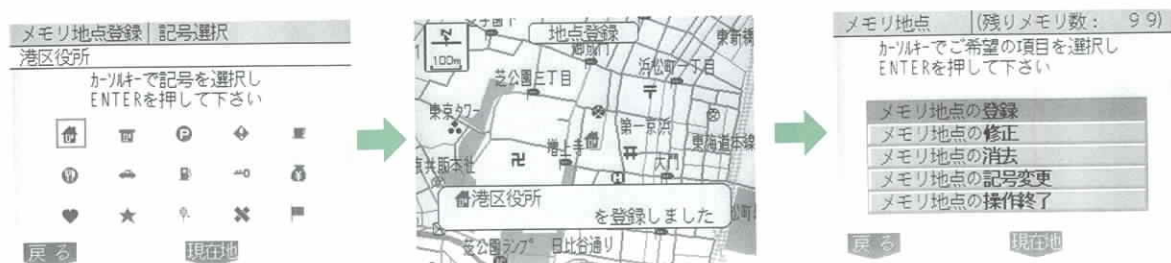 メモリ地点登録 記号選択
港区役所
カーソルキーで記号を選択し
ENTERを押して下さい
戻る 現在地
地点登録
100m
御成門
東新橋
浜松町一丁目
芝公園三丁目
東京タワー
第一京浜
増上寺
東海道本線
大門
港区役所
を登録しました
芝公園ランプ 日比谷通り
メモリ地点 (残りメモリ数: 99)
カーソルキーでご希望の項目を選択し
ENTERを押して下さい
メモリ地点の登録
メモリ地点の修正
メモリ地点の消去
メモリ地点の記号変更
メモリ地点の操作終了
戻る 現在地